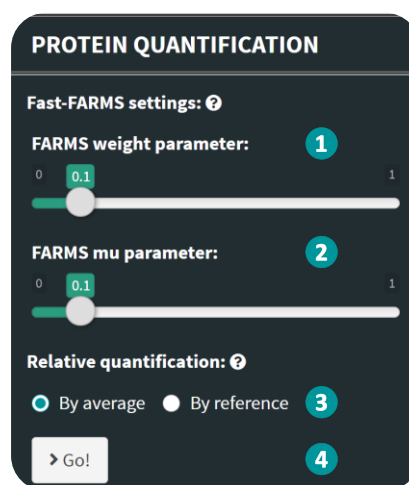 PROTEIN QUANTIFICATION
Fast-FARMS settings: ?
FARMS weight parameter: 1
0 0.1 1
FARMS mu parameter: 2
0 0.1 1
Relative quantification: ?
By average By reference 3
> Go! 4